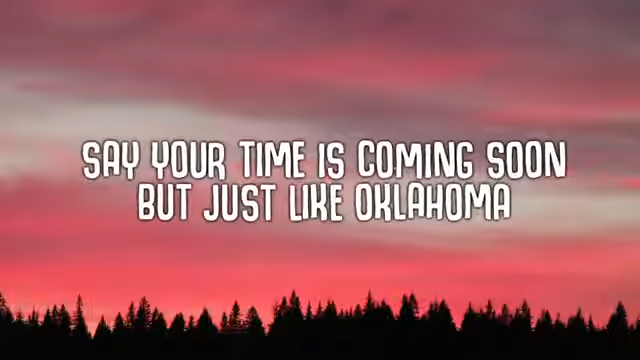 SAY YOUR TIME IS COMING SOON
BUT JUST LIKE OKLAHOMA